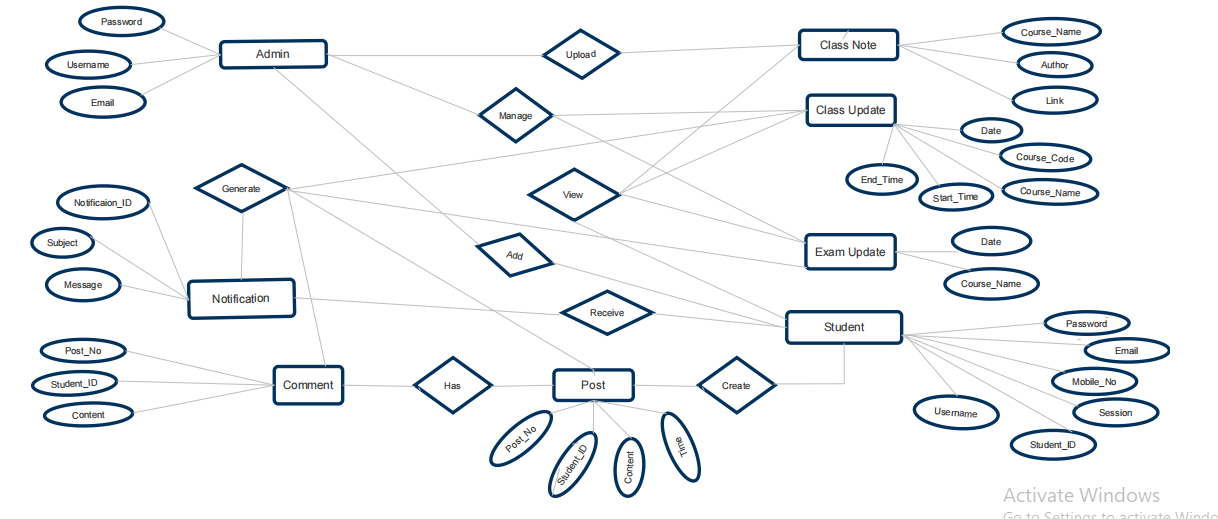 Password
Username
Email
Admin
Upload
Class Note
Course_Name
Author
Link
Manage
Class Update
Date
Course_Code
Course_Name
End_Time
Start_Time
Generate
View
Notificaion_ID
Subject
Message
Notification
Add
Exam Update
Date
Course_Name
Receive
Student
Password
Email
Mobile_No
Session
Student_ID
Username
Post_No
Student_ID
Content
Comment
Has
Post
Create
Post_No
Student_ID
Content
Time
Activate Windows
Go to Settings to activate Windo